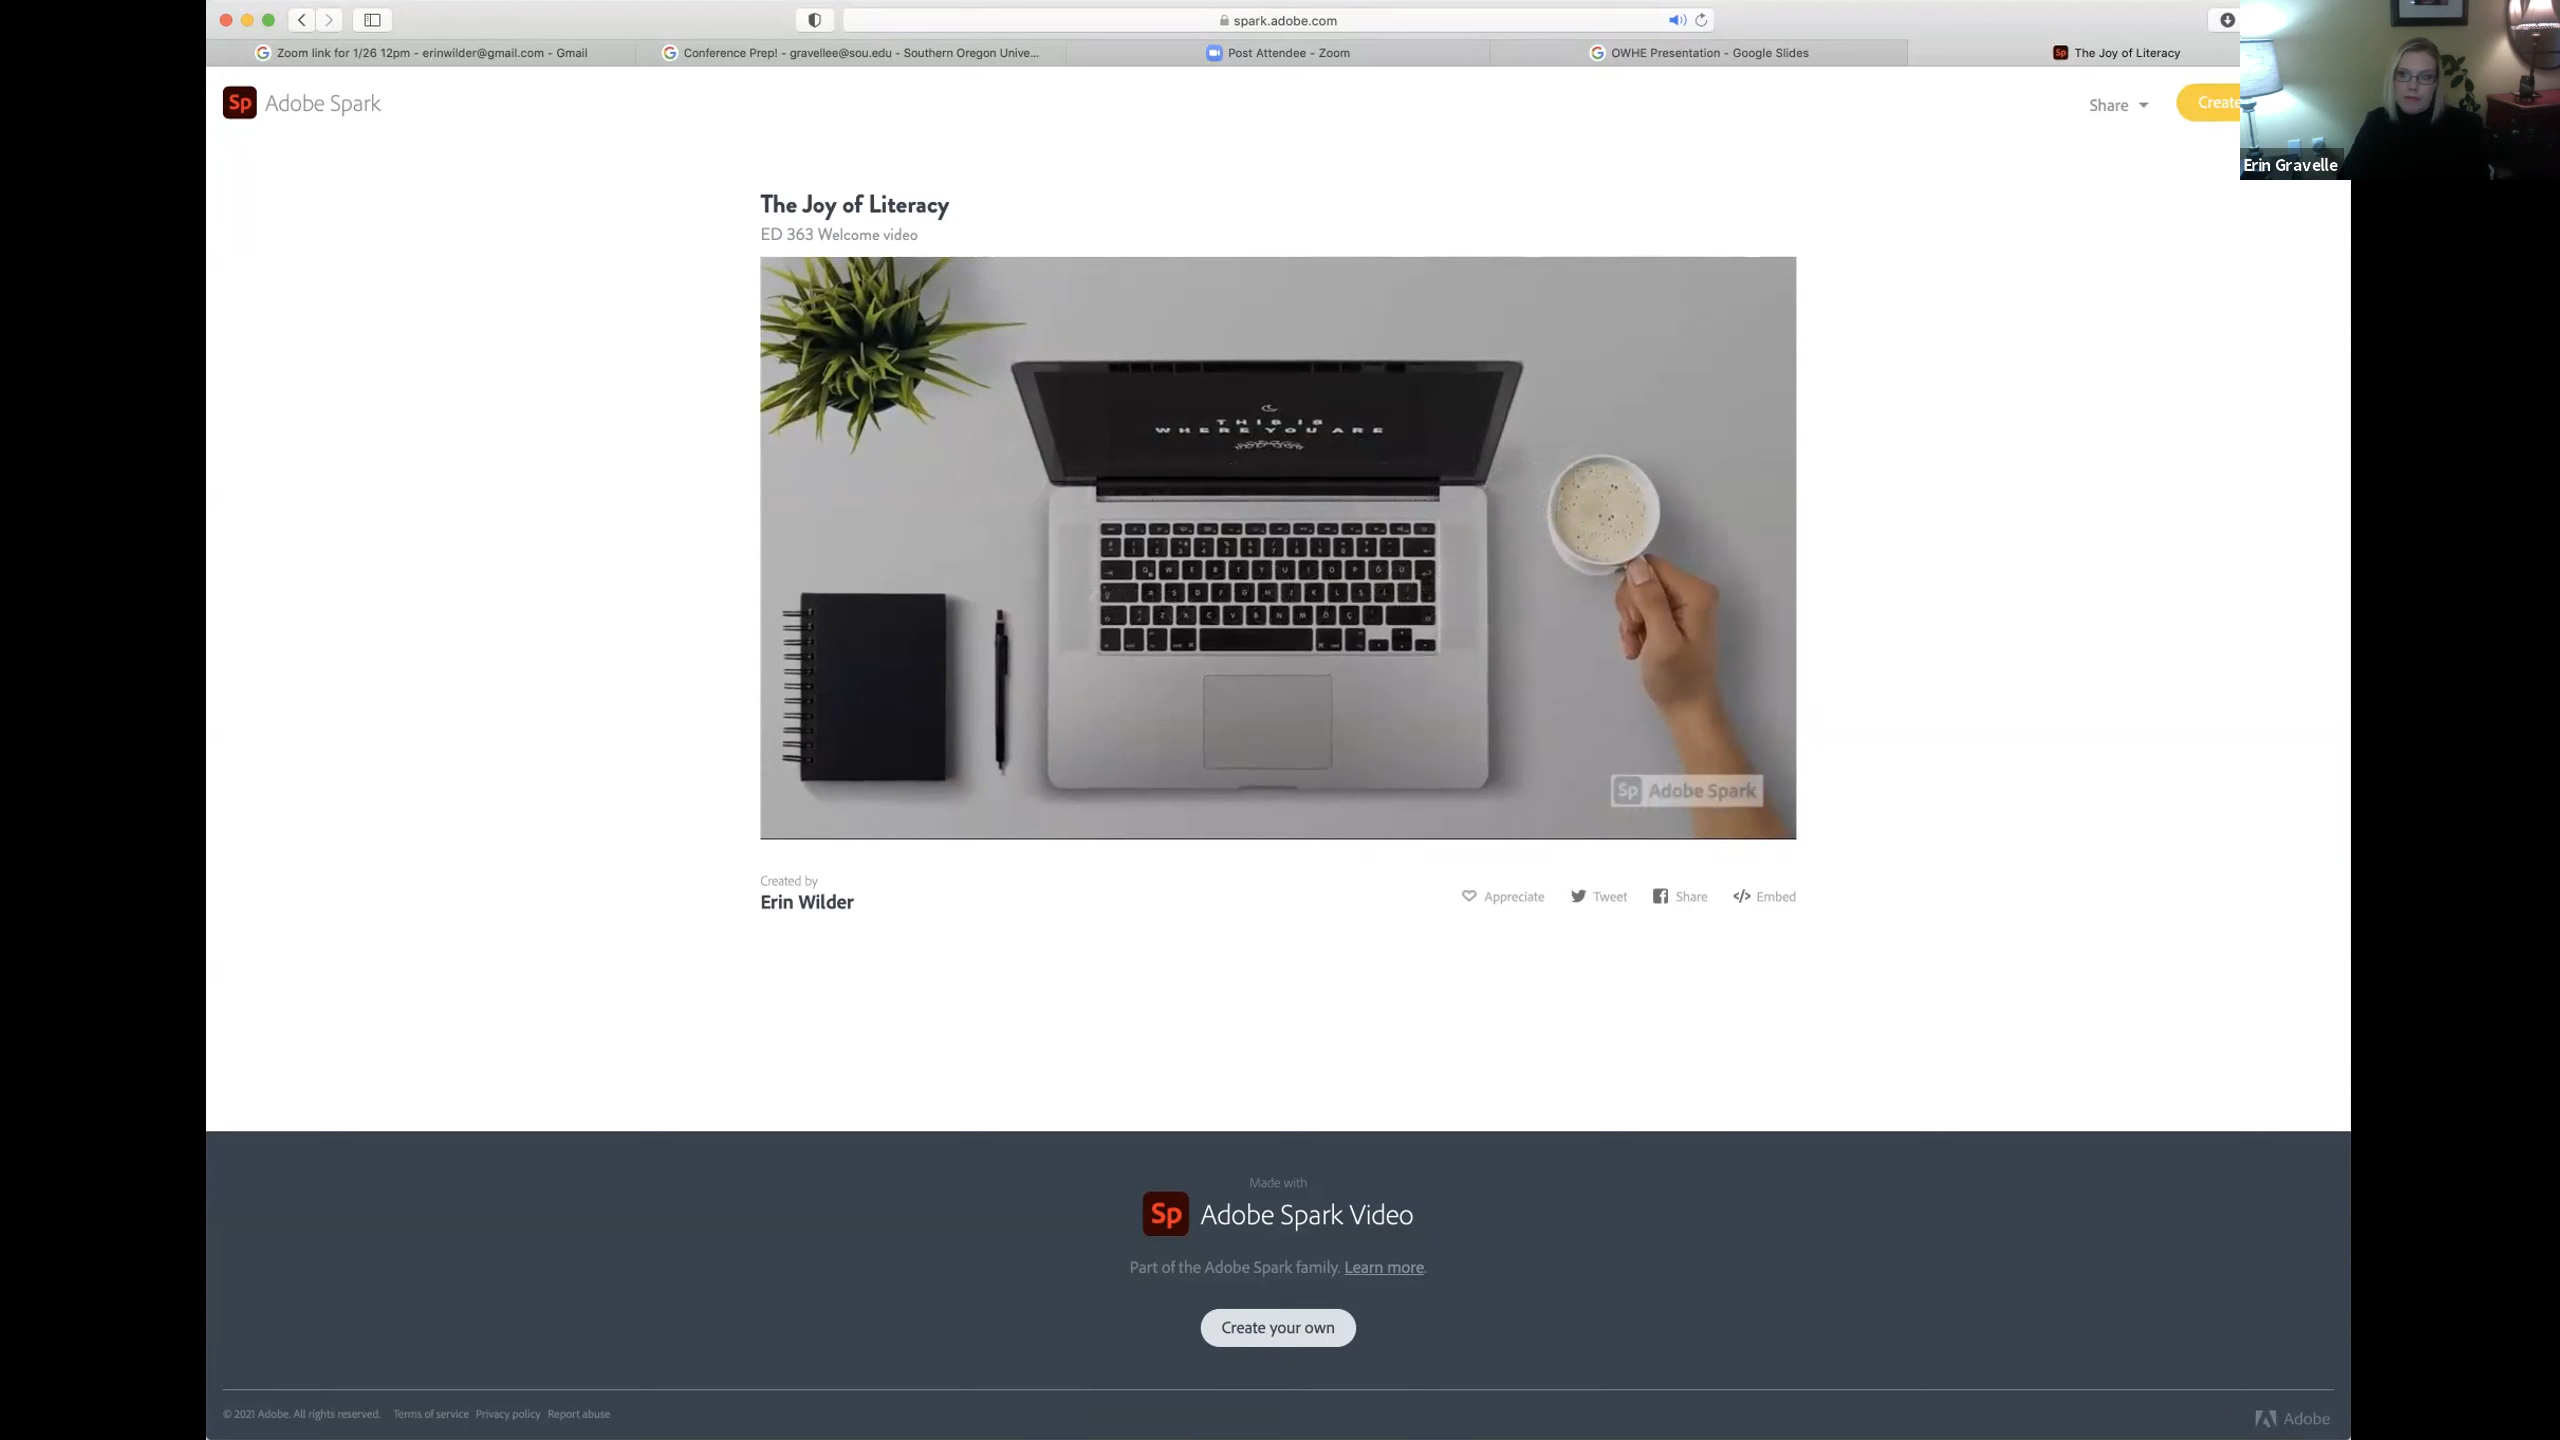 spark.adobe.com
Zoom link for 1/26 12pm - erinwilder@gmail.com - Gmail
Conference Prep! - gravellee@sou.edu - Southern Oregon Unive...
Post Attendee - Zoom
OWHE Presentation - Google Slides
Sp The Joy of Literacy
Sp Adobe Spark
Share
Create
Erin Gravelle
The Joy of Literacy
ED 363 Welcome video
THIS IS
WHERE YOU ARE
Sp Adobe Spark
Created by
Erin Wilder
Appreciate
Tweet
Share
</> Embed
Made with
Sp Adobe Spark Video
Part of the Adobe Spark family. Learn more.
Create your own
© 2021 Adobe. All rights reserved. Terms of service Privacy policy Report abuse
Adobe